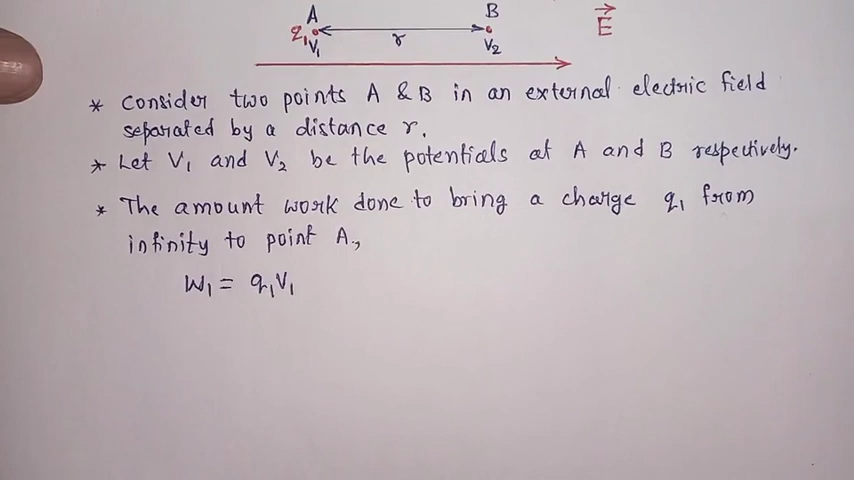 A B E
q₁ V₁ r V₂
* Consider two points A & B in an external electric field
separated by a distance r.
* Let V₁ and V₂ be the potentials at A and B respectively.
* The amount work done to bring a charge q₁ from
infinity to point A.,
W₁ = q₁V₁